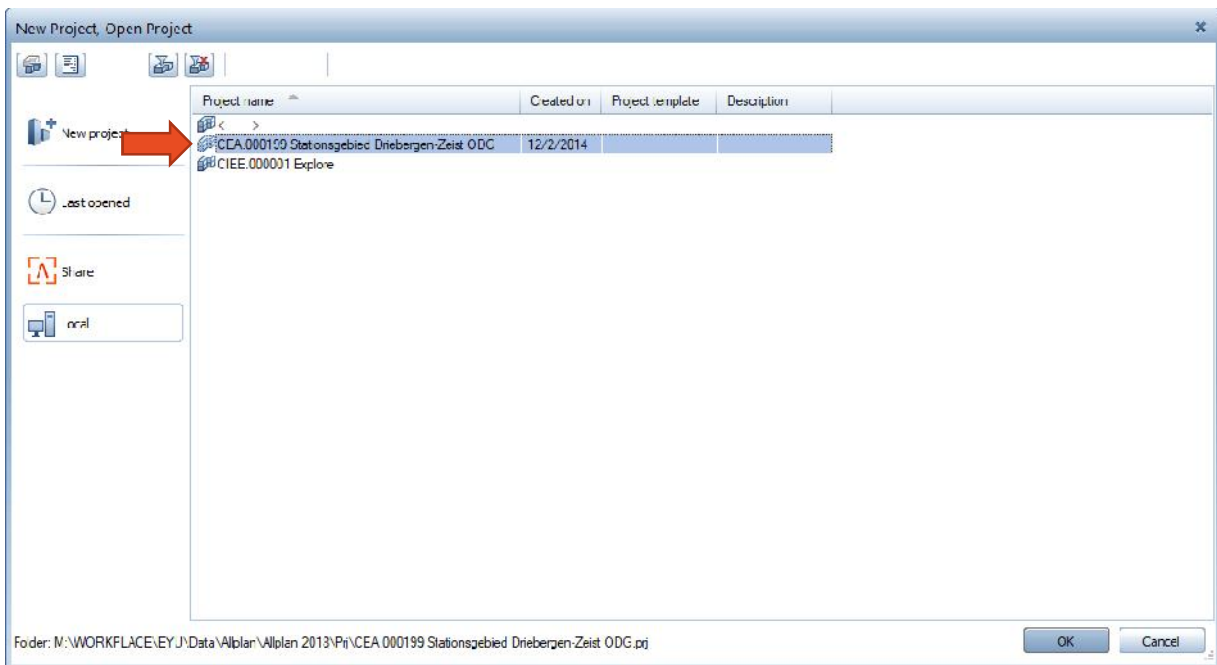 New Project, Open Project
Project name Created on Project template Description
New project
< >
CEA.000199 Stationsgebied Driebergen-Zeist ODG 12/2/2014
CIEE.000001 Explore
Last opened
Share
Local
Folder: M:\WORKPLACE\EYJ\Data\Allplan\Allplan 2013\Prj\CEA.000199 Stationsgebied Driebergen-Zeist ODG.prj
OK Cancel